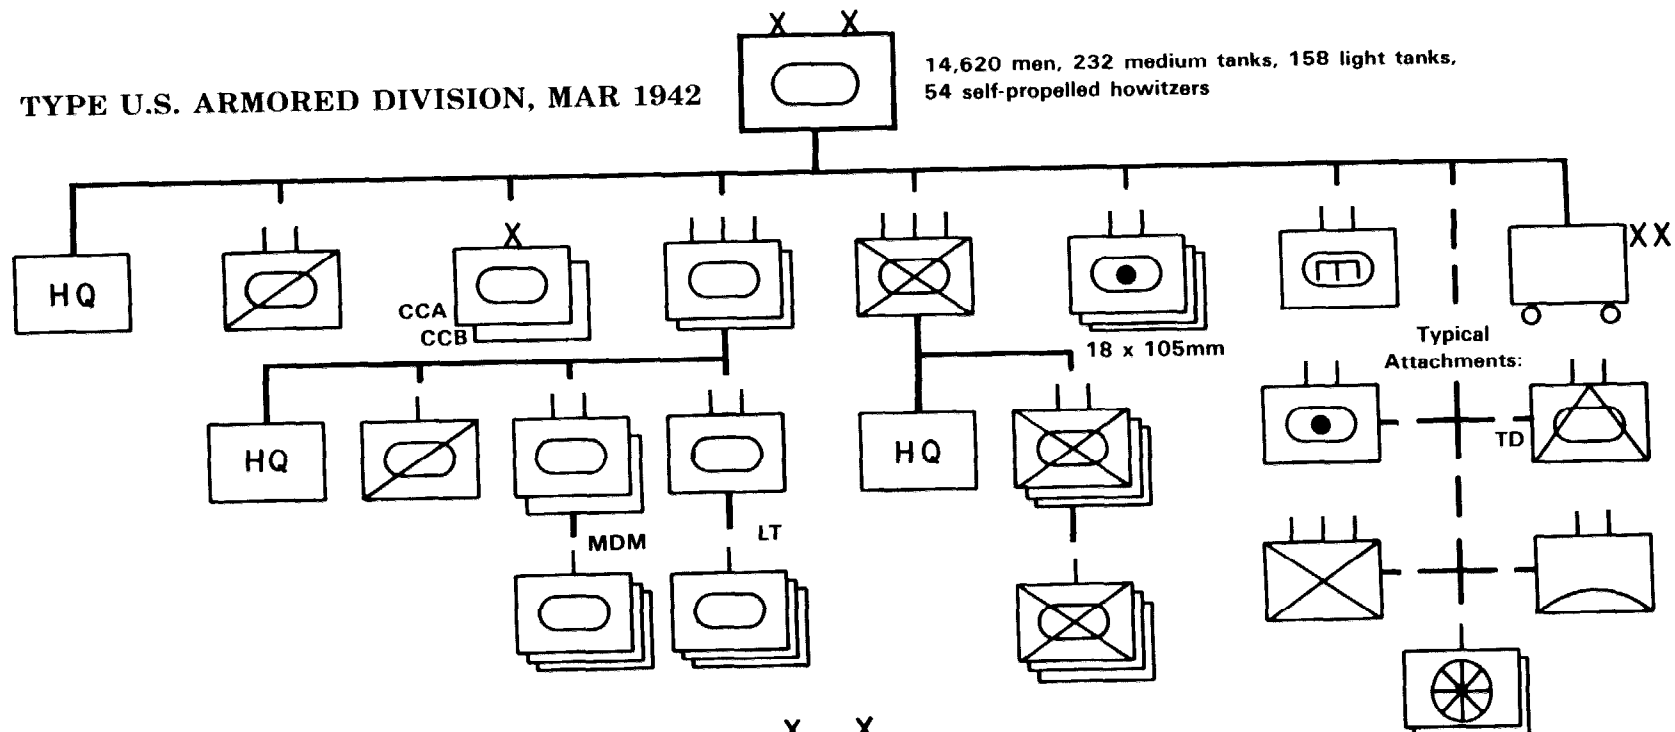 X X
14,620 men, 232 medium tanks, 158 light tanks,
54 self-propelled howitzers
TYPE U.S. ARMORED DIVISION, MAR 1942
X
XX
HQ
CCA
CCB
18 x 105mm
Typical
Attachments:
HQ
HQ
TD
MDM
LT
X X